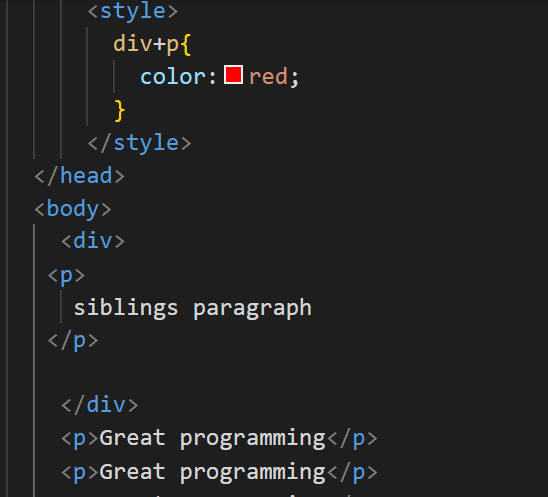 <style>
div+p{
color: red;
}
</style>
</head>
<body>
<div>
<p>
siblings paragraph
</p>
</div>
<p>Great programming</p>
<p>Great programming</p>